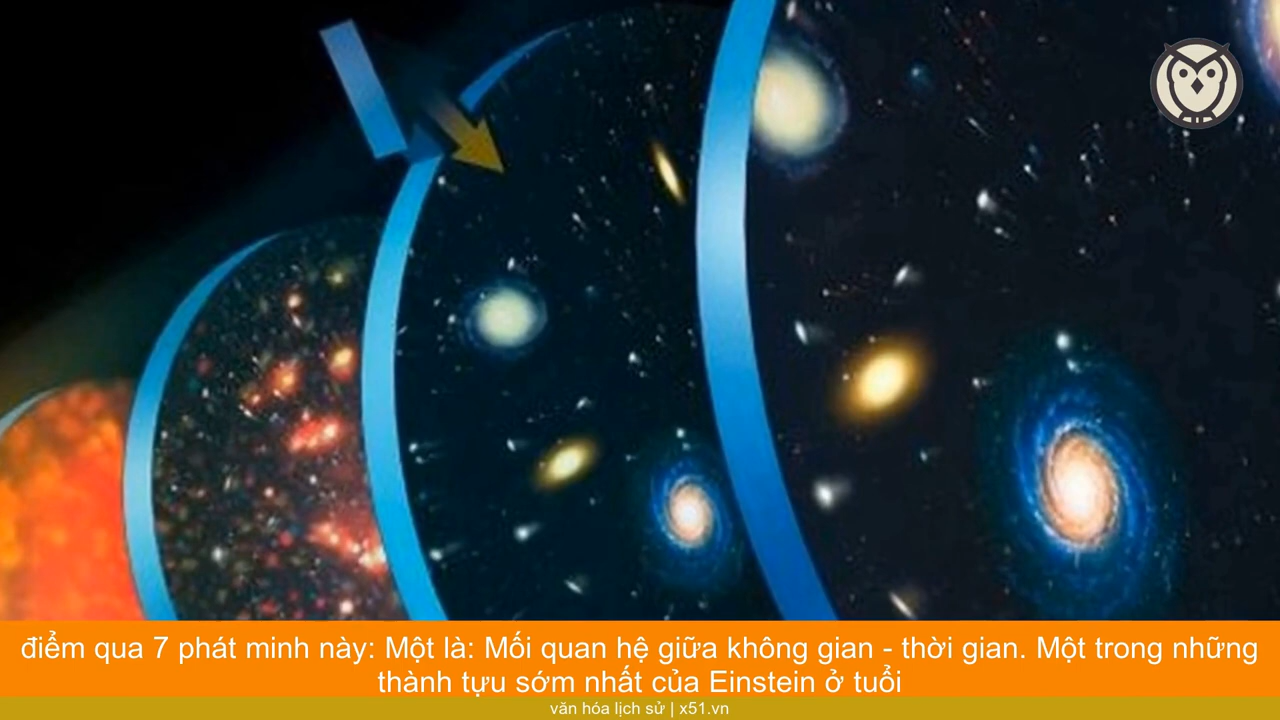 điểm qua 7 phát minh này: Một là: Mối quan hệ giữa không gian - thời gian. Một trong những
thành tựu sớm nhất của Einstein ở tuổi
văn hóa lịch sử | x51.vn